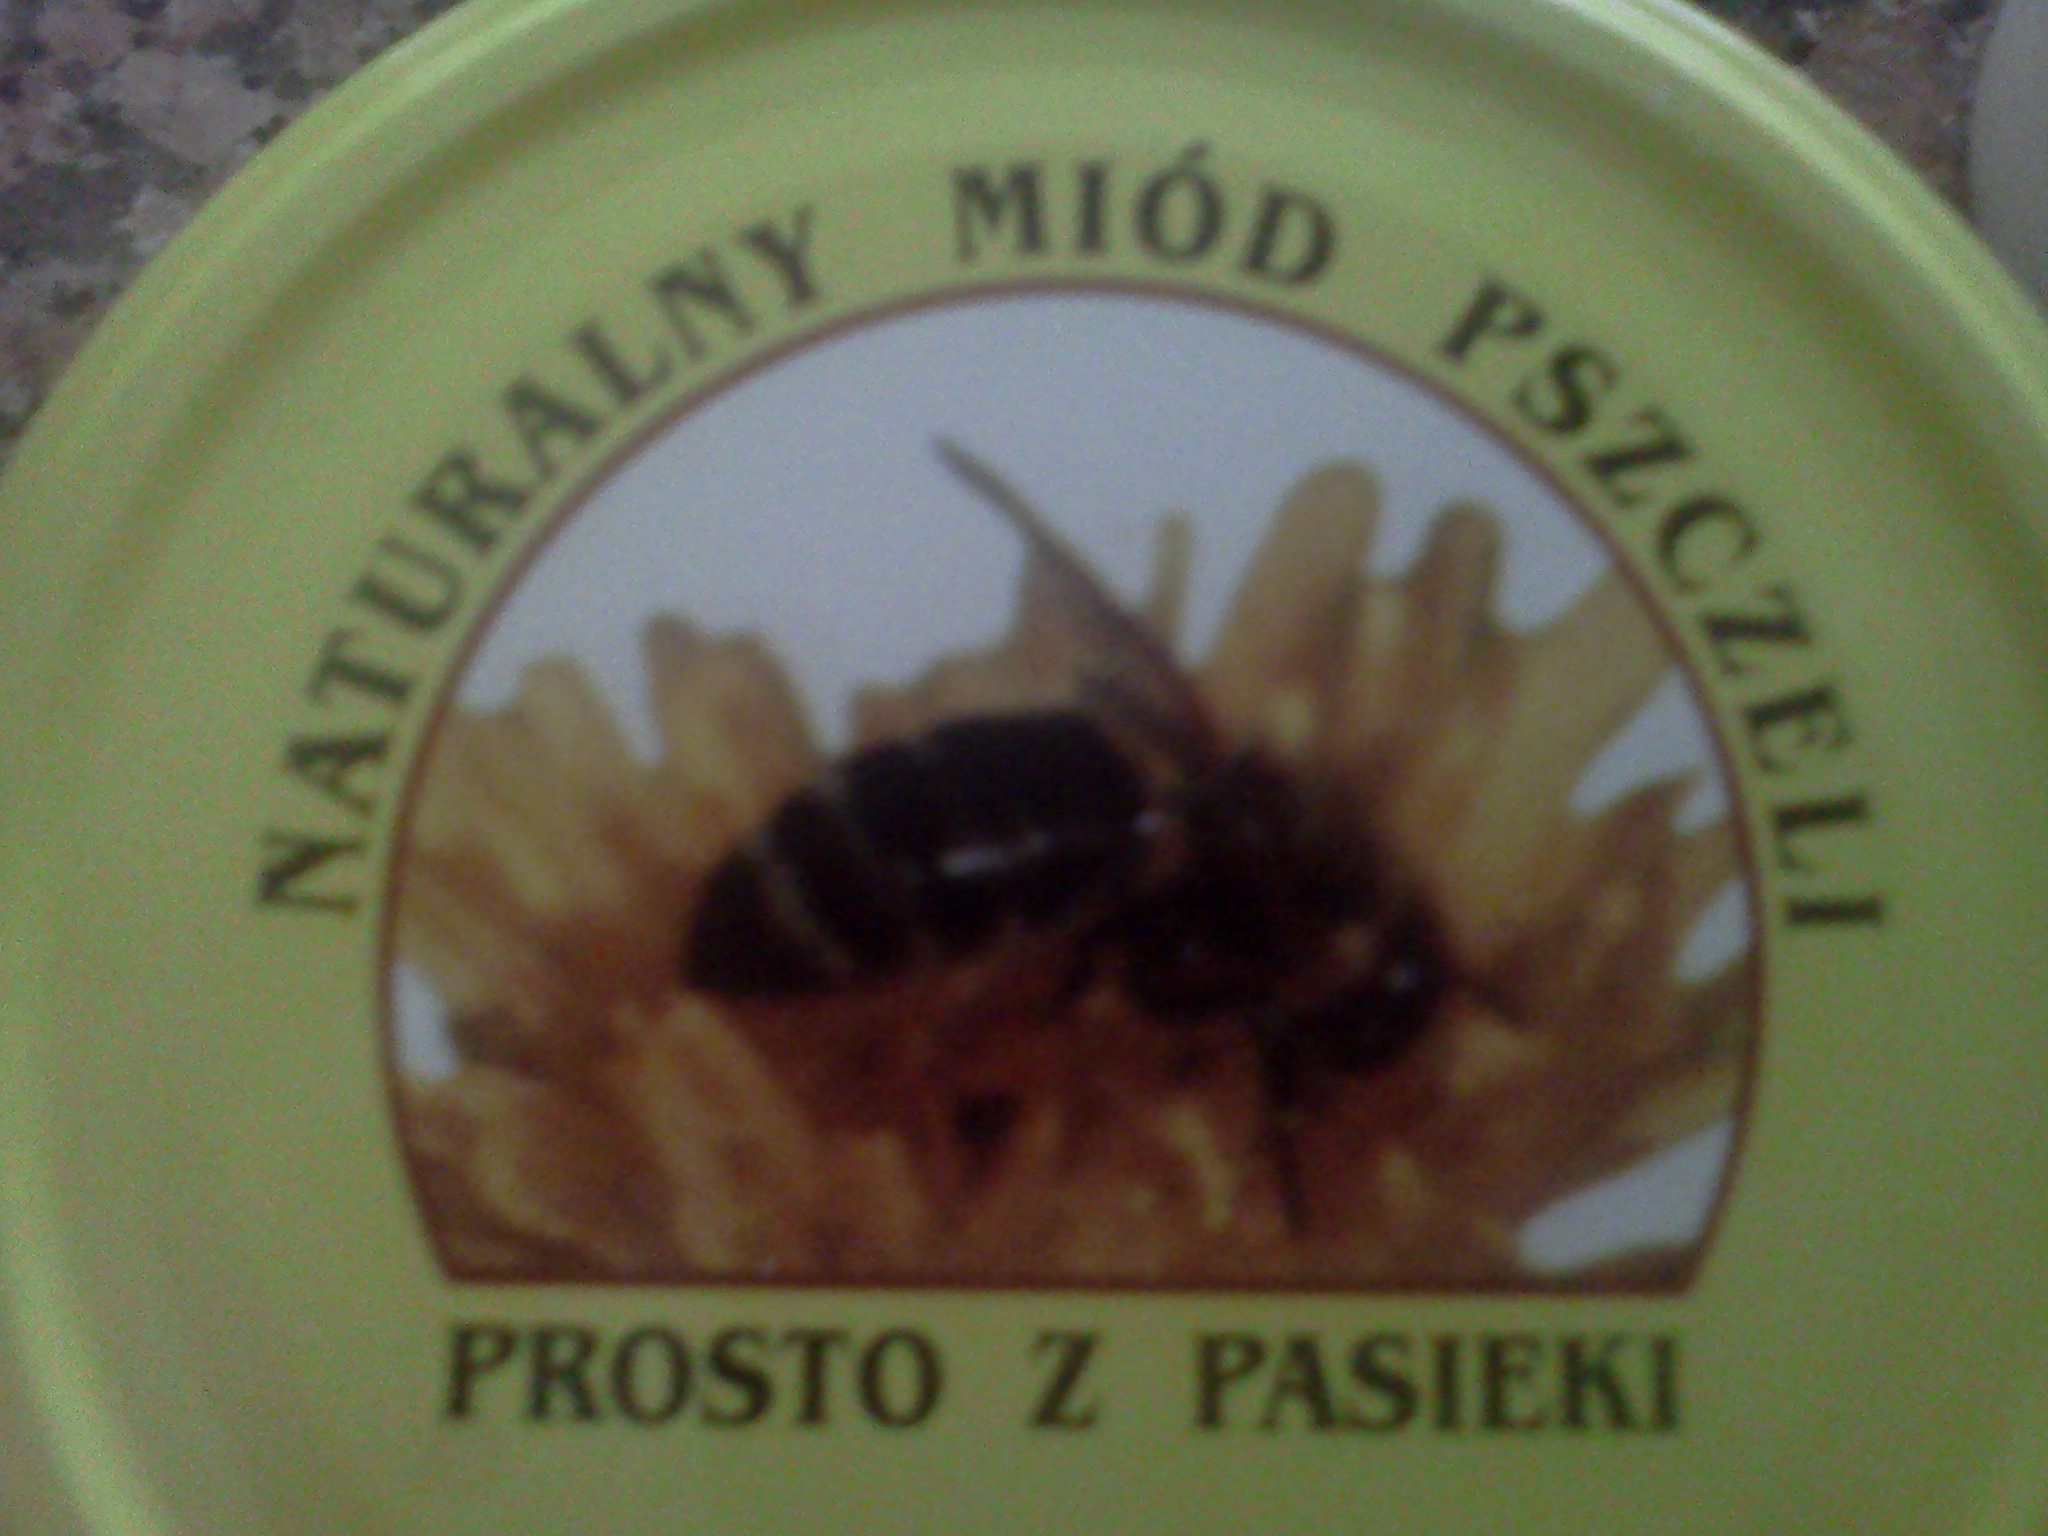 NATURALNY MIÓD PSZCZELI
PROSTO Z PASIEKI